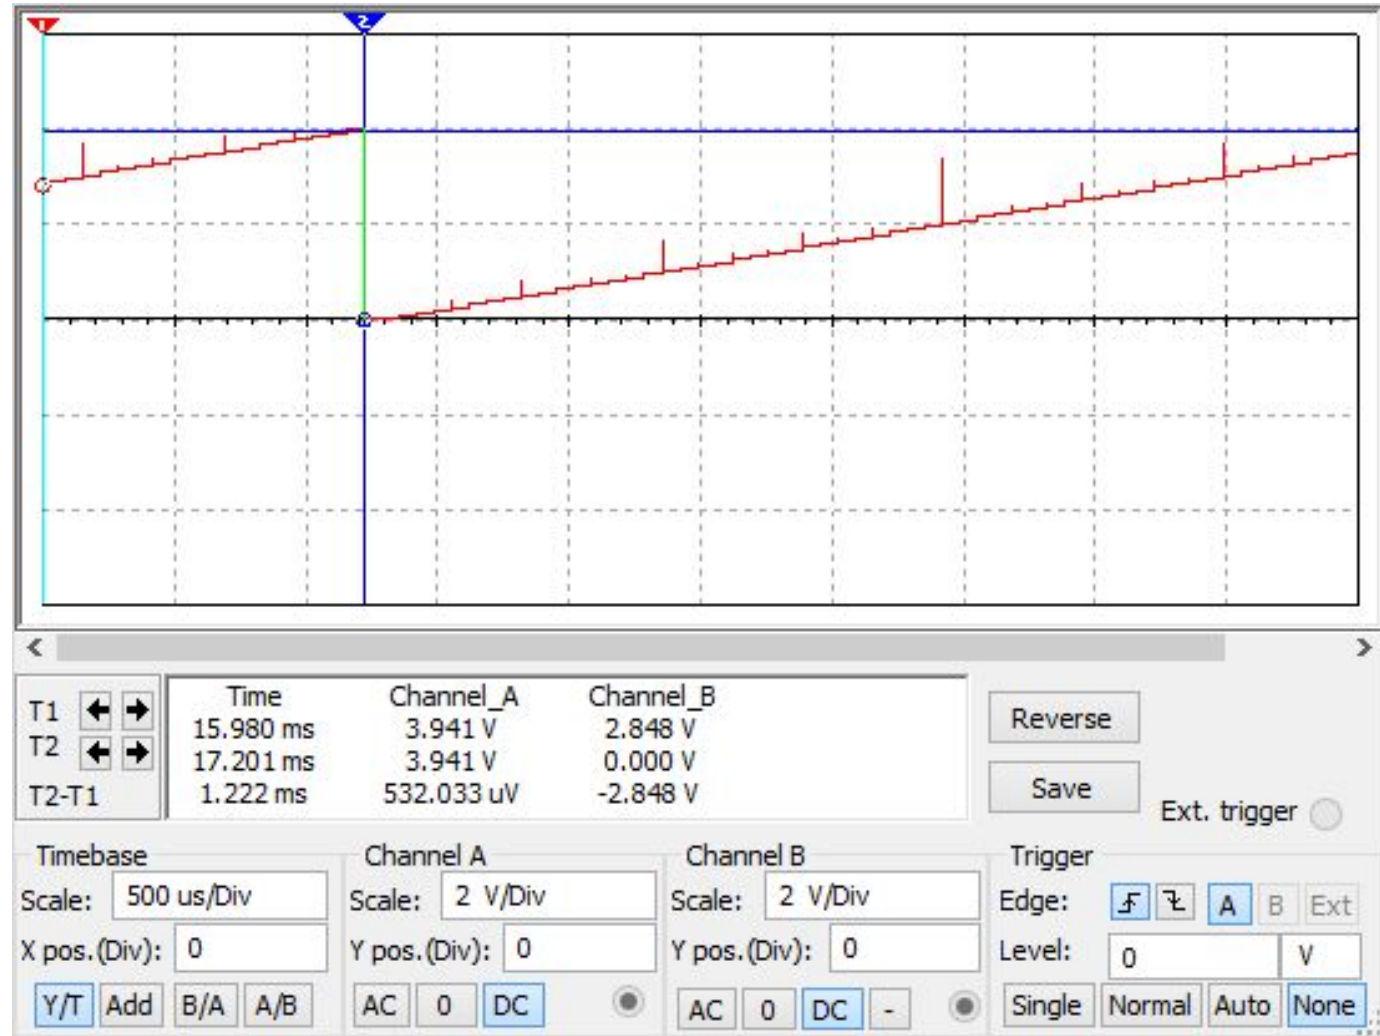 1 2
Time Channel_A Channel_B
T1 15.980 ms 3.941 V 2.848 V
T2 17.201 ms 3.941 V 0.000 V
T2-T1 1.222 ms 532.033 uV -2.848 V
Reverse
Save
Ext. trigger
Timebase
Scale: 500 us/Div
X pos.(Div): 0
Y/T Add B/A A/B
Channel A
Scale: 2 V/Div
Y pos.(Div): 0
AC 0 DC
Channel B
Scale: 2 V/Div
Y pos.(Div): 0
AC 0 DC -
Trigger
Edge: A B Ext
Level: 0 V
Single Normal Auto None